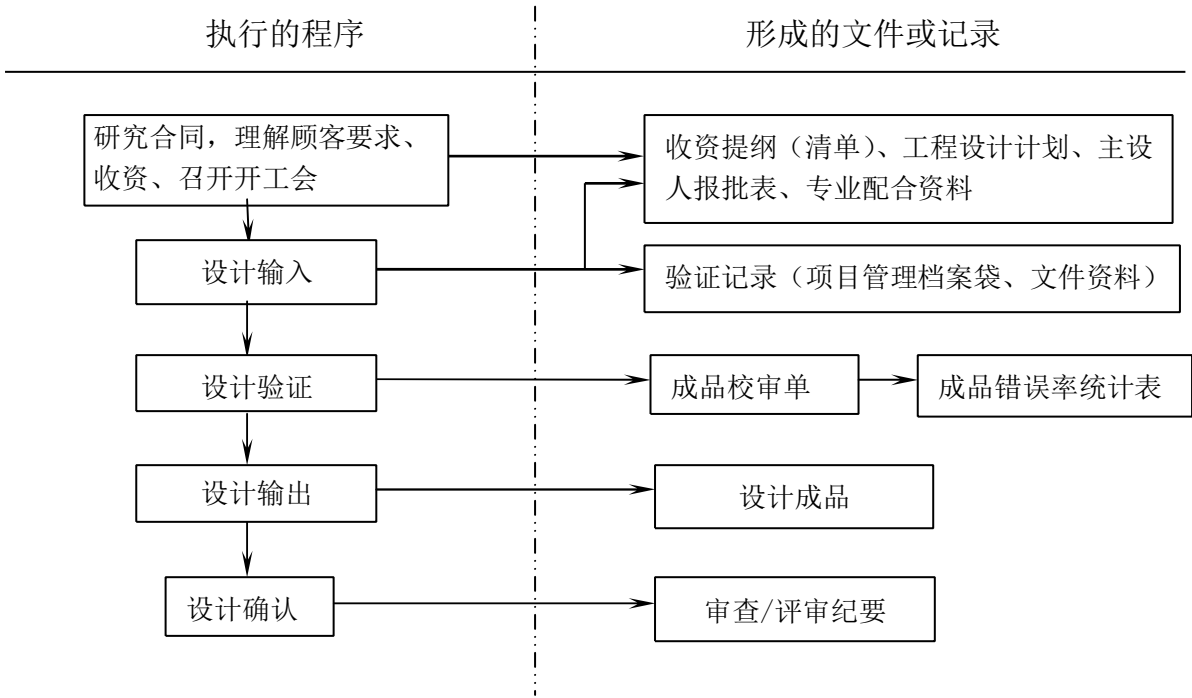 执行的程序
形成的文件或记录
研究合同，理解顾客要求、
收资、召开开工会
收资提纲（清单）、工程设计计划、主设
人报批表、专业配合资料
设计输入
验证记录（项目管理档案袋、文件资料）
设计验证
成品校审单
成品错误率统计表
设计输出
设计成品
设计确认
审查/评审纪要